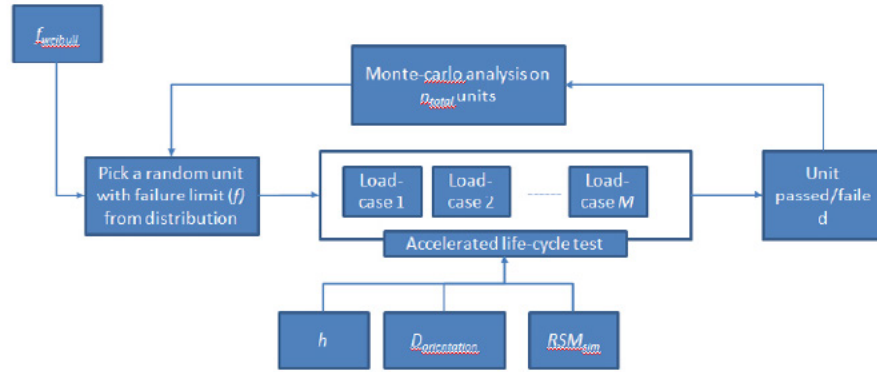 f_weibull
Monte-carlo analysis on
n_total units
Pick a random unit
with failure limit (f)
from distribution
Load-
case 1
Load-
case 2
Load-
case M
Unit
passed/faile
d
Accelerated life-cycle test
h
D_orientation
RSM_sim